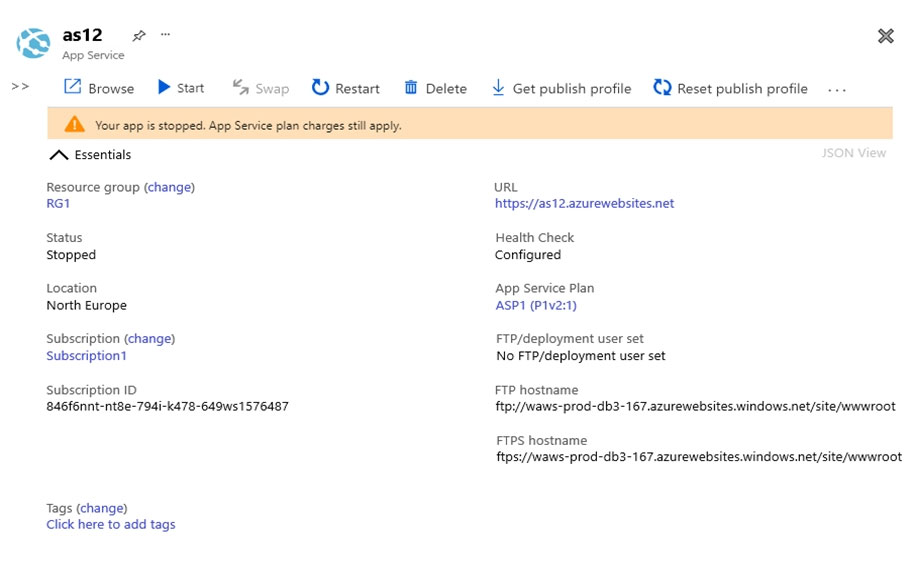 as12
App Service
>> Browse Start Swap Restart Delete Get publish profile Reset publish profile ...
Your app is stopped. App Service plan charges still apply.
Essentials JSON View
Resource group (change)
RG1
Status
Stopped
Location
North Europe
Subscription (change)
Subscription1
Subscription ID
846f6nnt-nt8e-794i-k478-649ws1576487
URL
https://as12.azurewebsites.net
Health Check
Configured
App Service Plan
ASP1 (P1v2:1)
FTP/deployment user set
No FTP/deployment user set
FTP hostname
ftp://waws-prod-db3-167.azurewebsites.windows.net/site/wwwroot
FTPS hostname
ftps://waws-prod-db3-167.azurewebsites.windows.net/site/wwwroot
Tags (change)
Click here to add tags